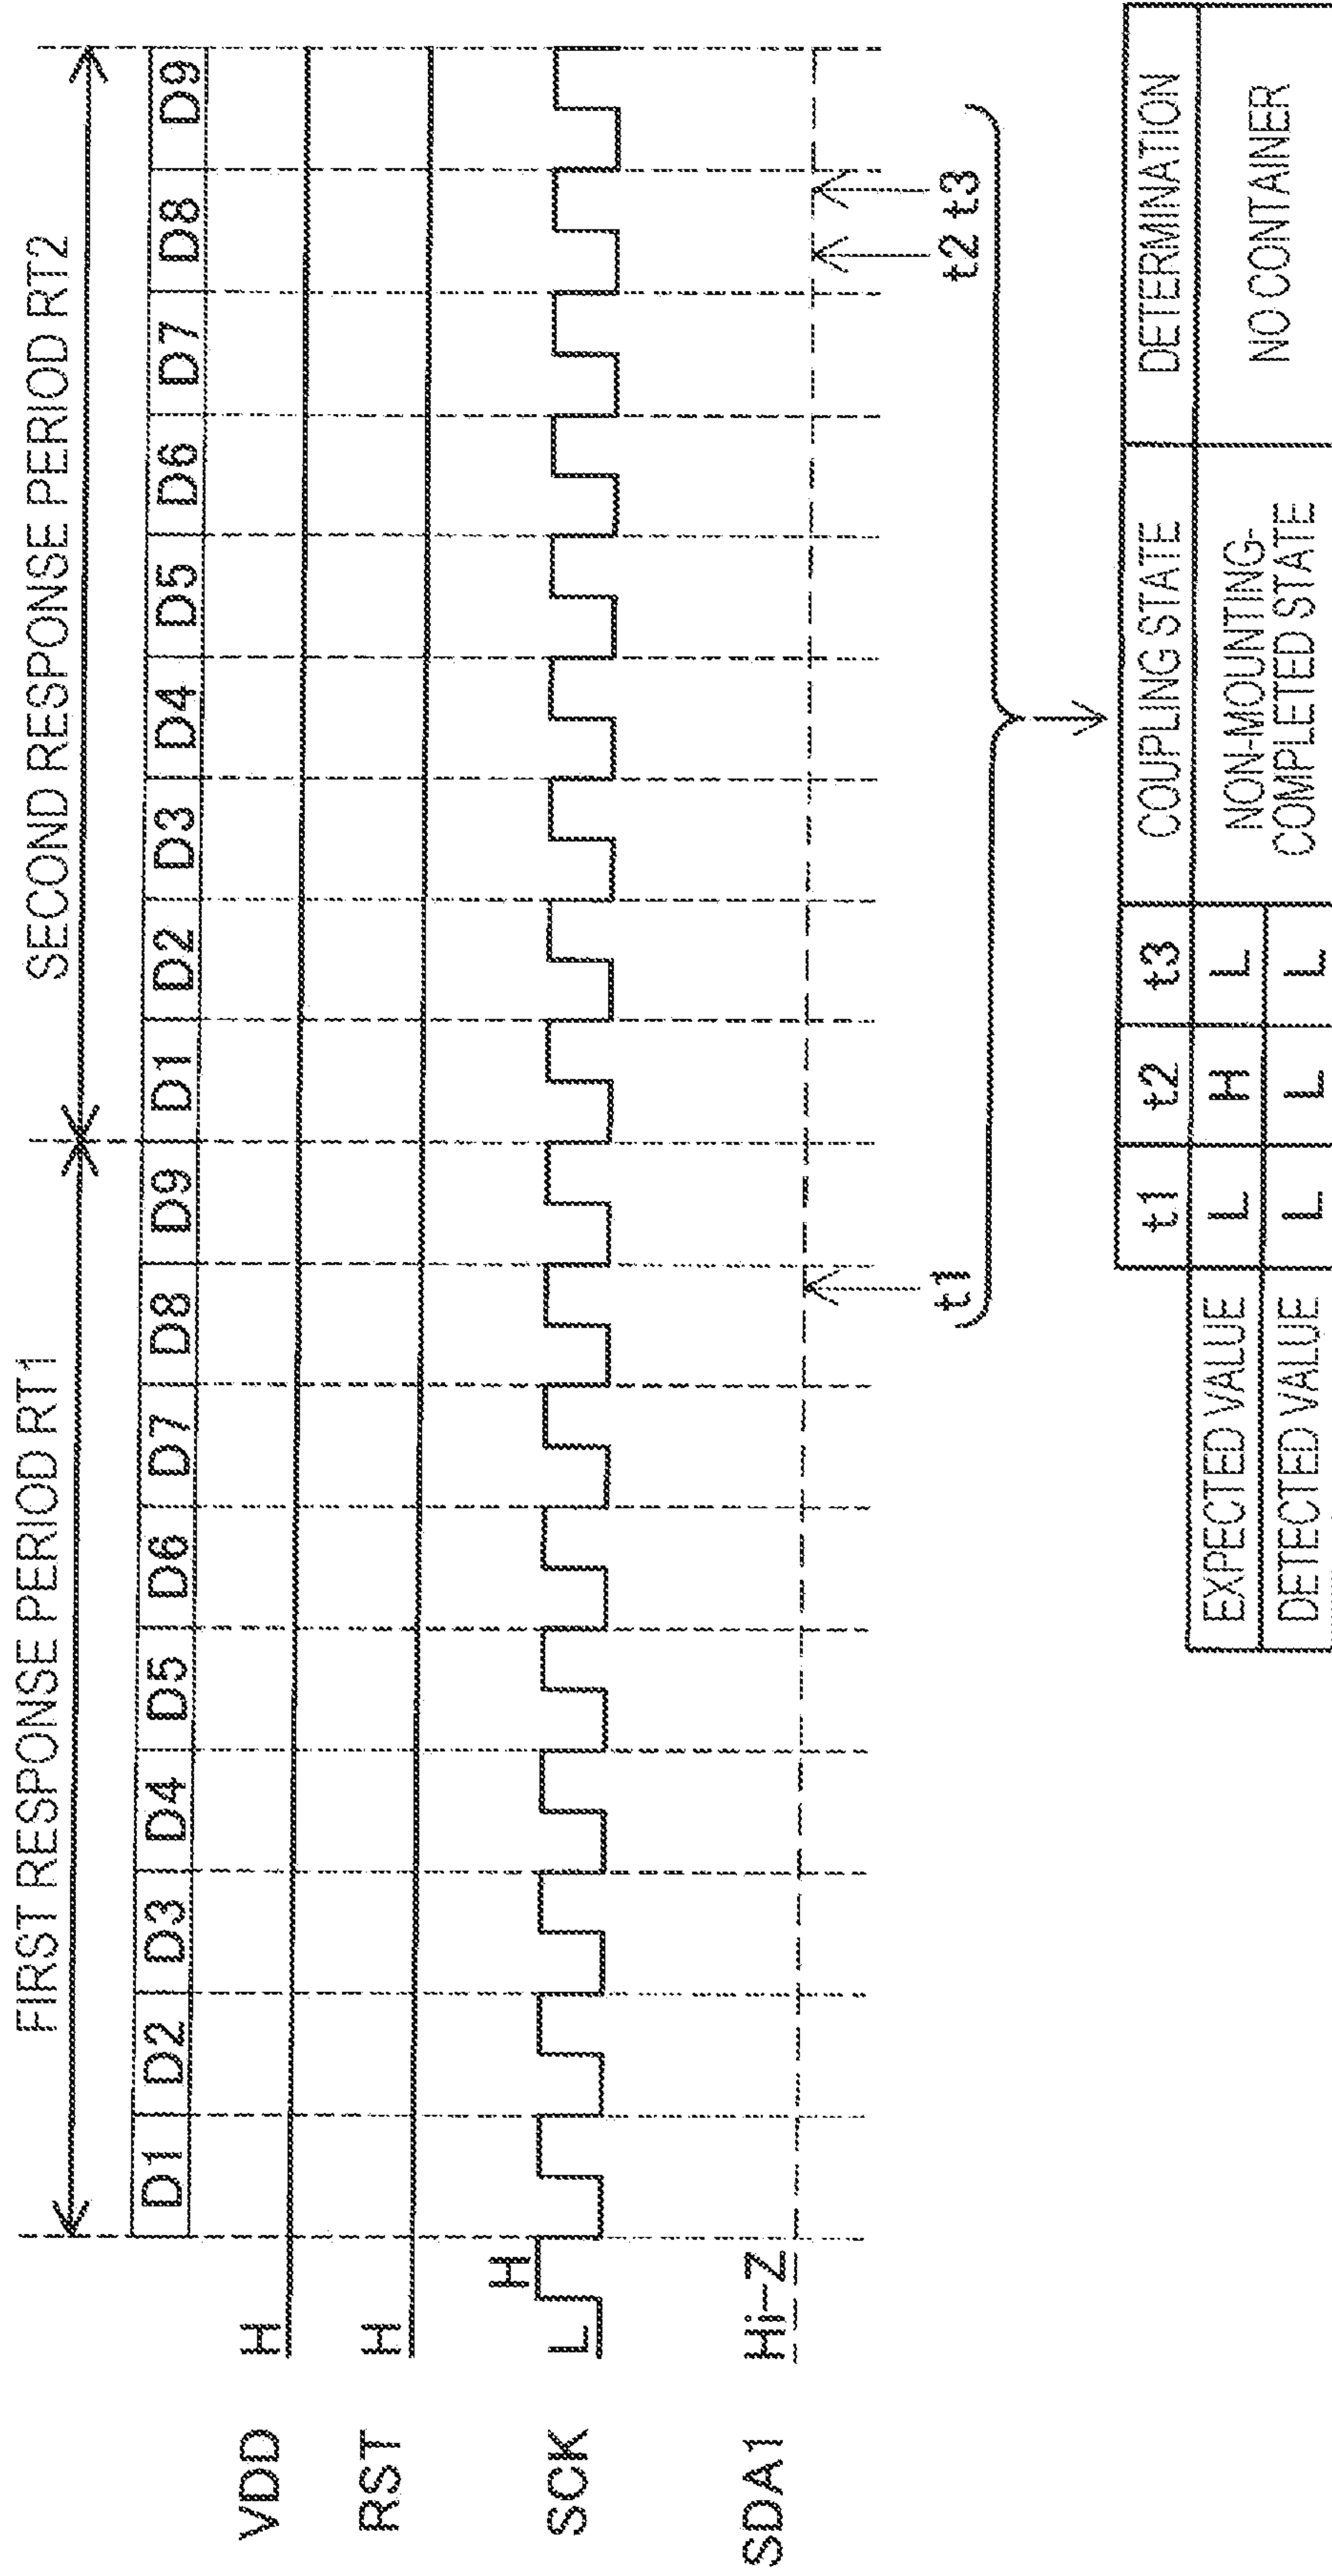 FIRST RESPONSE PERIOD RT1 SECOND RESPONSE PERIOD RT2
D1 D2 D3 D4 D5 D6 D7 D8 D9 D1 D2 D3 D4 D5 D6 D7 D8 D9
VDD H
RST H
SCK L H
SDA1 Hi-Z
t1 t2 t3
t1 t2 t3 COUPLING STATE DETERMINATION
EXPECTED VALUE L H L NON-MOUNTING-
COMPLETED STATE NO CONTAINER
DETECTED VALUE L L L